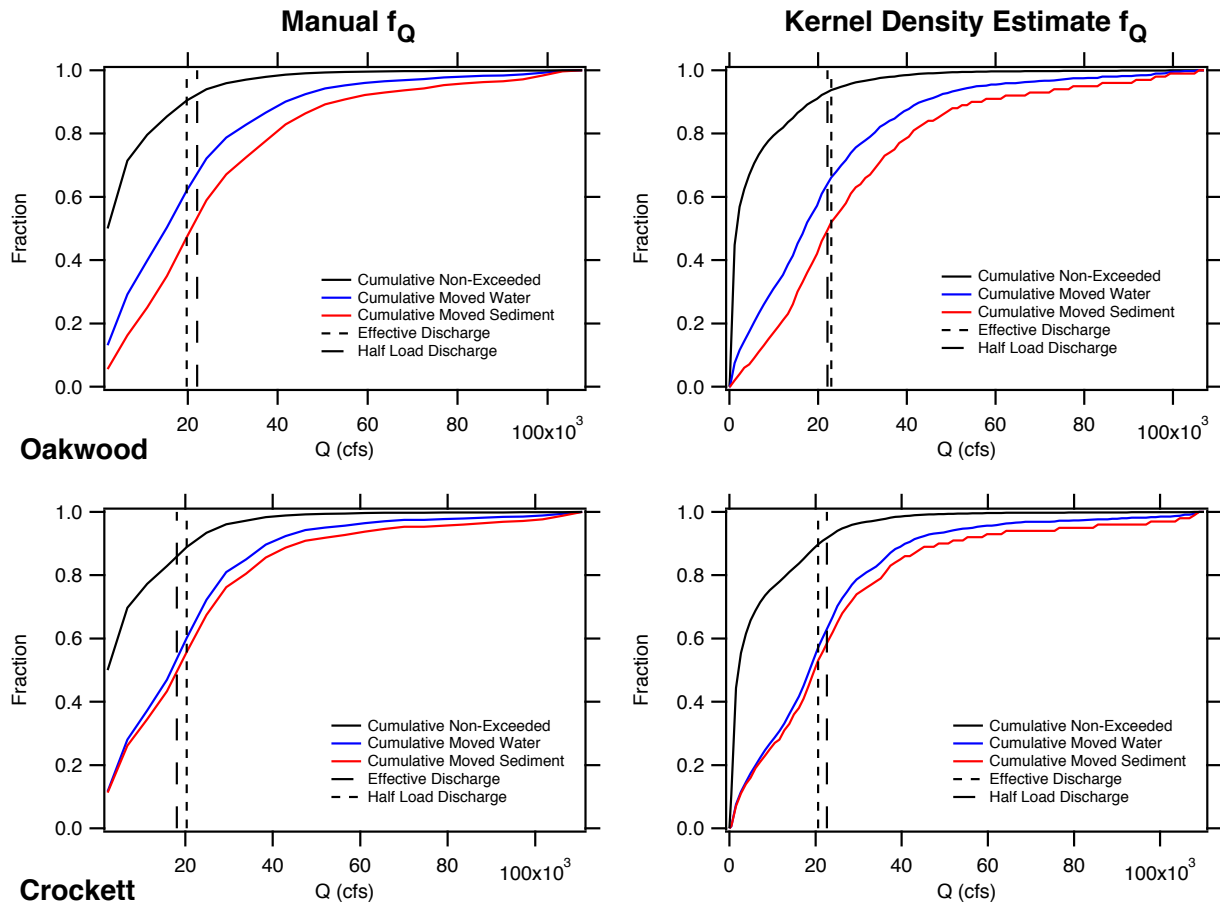 Manual fQ
Kernel Density Estimate fQ
1.0
0.8
0.6
0.4
0.2
0.0
Fraction
Cumulative Non-Exceeded
Cumulative Moved Water
Cumulative Moved Sediment
Effective Discharge
Half Load Discharge
20
40
60
80
100x10³
Q (cfs)
1.0
0.8
0.6
0.4
0.2
0.0
Fraction
Cumulative Non-Exceeded
Cumulative Moved Water
Cumulative Moved Sediment
Effective Discharge
Half Load Discharge
0
20
40
60
80
100x10³
Q (cfs)
Oakwood
1.0
0.8
0.6
0.4
0.2
0.0
Fraction
Cumulative Non-Exceeded
Cumulative Moved Water
Cumulative Moved Sediment
Effective Discharge
Half Load Discharge
20
40
60
80
100x10³
Q (cfs)
1.0
0.8
0.6
0.4
0.2
0.0
Fraction
Cumulative Non-Exceeded
Cumulative Moved Water
Cumulative Moved Sediment
Effective Discharge
Half Load Discharge
0
20
40
60
80
100x10³
Q (cfs)
Crockett